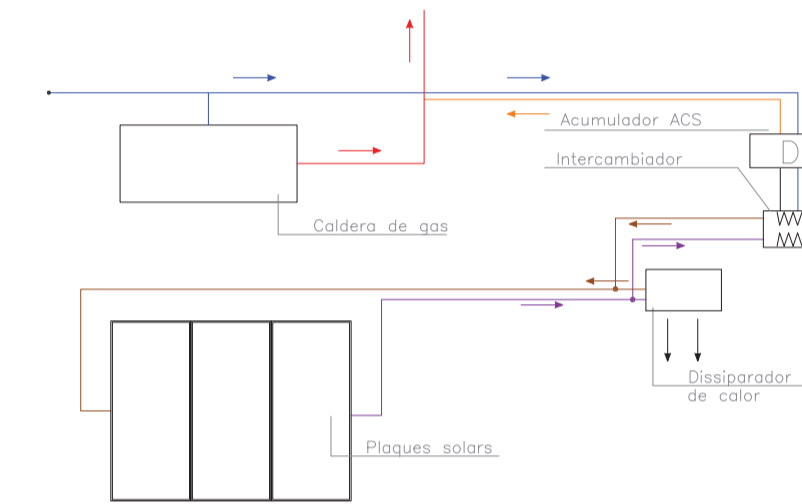 Acumulador ACS
D
Intercambiador
Caldera de gas
Dissiparador
de calor
Plaques solars